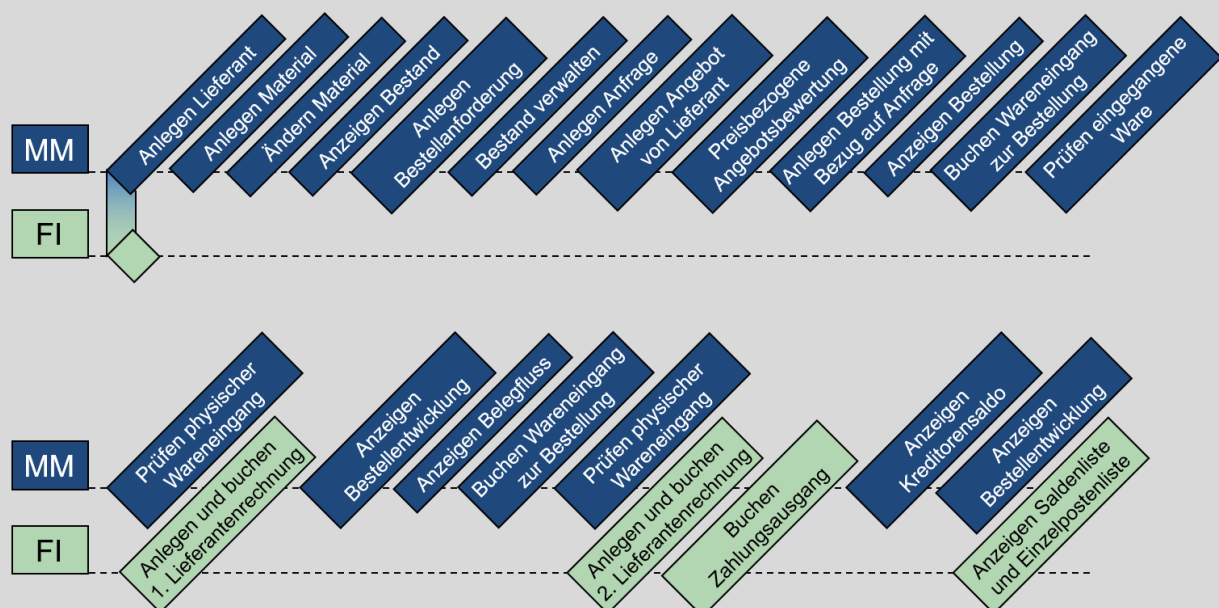 MM
Anlegen Lieferant
Anlegen Material
Ändern Material
Anzeigen Bestand
Anlegen
Bestellanforderung
Bestand verwalten
Anlegen Anfrage
Anlegen Angebot
von Lieferant
Preisbezogene
Angebotsbewertung
Anlegen Bestellung mit
Bezug auf Anfrage
Anzeigen Bestellung
Buchen Wareneingang
zur Bestellung
Prüfen eingegangene
Ware
FI
MM
Prüfen physischer
Wareneingang
Anzeigen
Bestellentwicklung
Anzeigen Belegfluss
Buchen Wareneingang
zur Bestellung
Prüfen physischer
Wareneingang
Anzeigen
Kreditorensaldo
Anzeigen
Bestellentwicklung
FI
Anlegen und buchen
1. Lieferantenrechnung
Anlegen und buchen
2. Lieferantenrechnung
Buchen
Zahlungsausgang
Anzeigen Saldenliste
und Einzelpostenliste